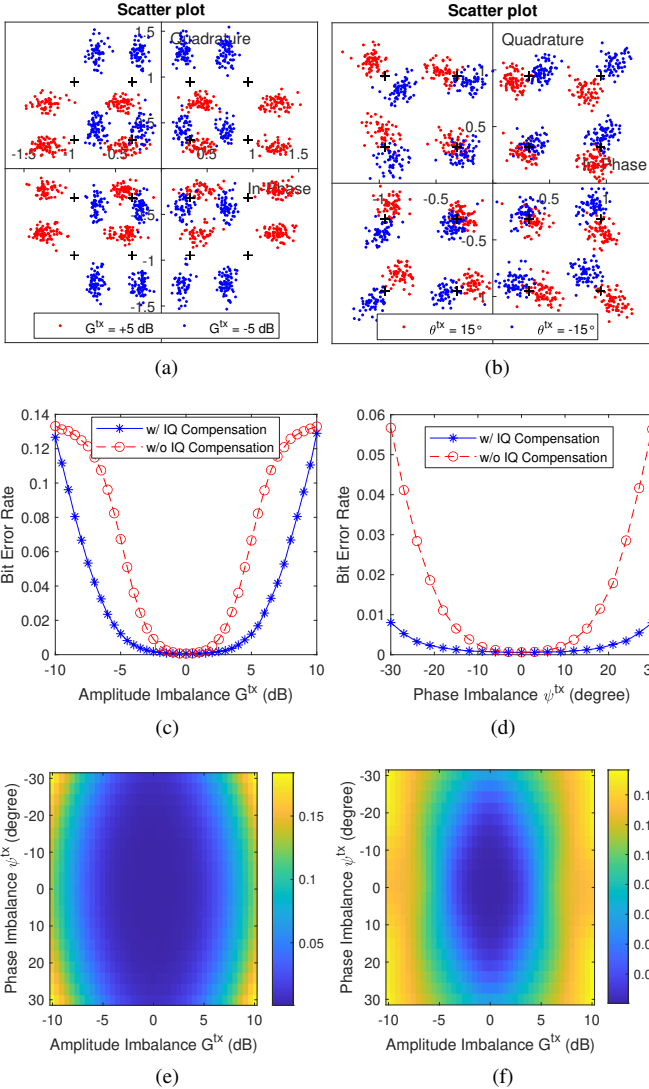 Scatter plot
Quadrature
1.5
1
-1.5
-1
-0.5
0.5
1
1.5
In-Phase
-0.5
-1
-1.5
G^tx = +5 dB
G^tx = -5 dB
(a)
Scatter plot
Quadrature
1
0.5
In-Phase
-1
-0.5
0.5
1
-0.5
-1
θ^tx = 15°
θ^tx = -15°
(b)
0.14
0.12
0.1
0.08
0.06
0.04
0.02
0
Bit Error Rate
w/ IQ Compensation
w/o IQ Compensation
-10
-5
0
5
10
Amplitude Imbalance G^tx (dB)
(c)
0.06
0.05
0.04
0.03
0.02
0.01
0
Bit Error Rate
w/ IQ Compensation
w/o IQ Compensation
-30
-20
-10
0
10
20
30
Phase Imbalance ψ^tx (degree)
(d)
-30
-20
-10
0
10
20
30
Phase Imbalance ψ^tx (degree)
-10
-5
0
5
10
Amplitude Imbalance G^tx (dB)
0.15
0.1
0.05
(e)
-30
-20
-10
0
10
20
30
Phase Imbalance ψ^tx (degree)
-10
-5
0
5
10
Amplitude Imbalance G^tx (dB)
(f)